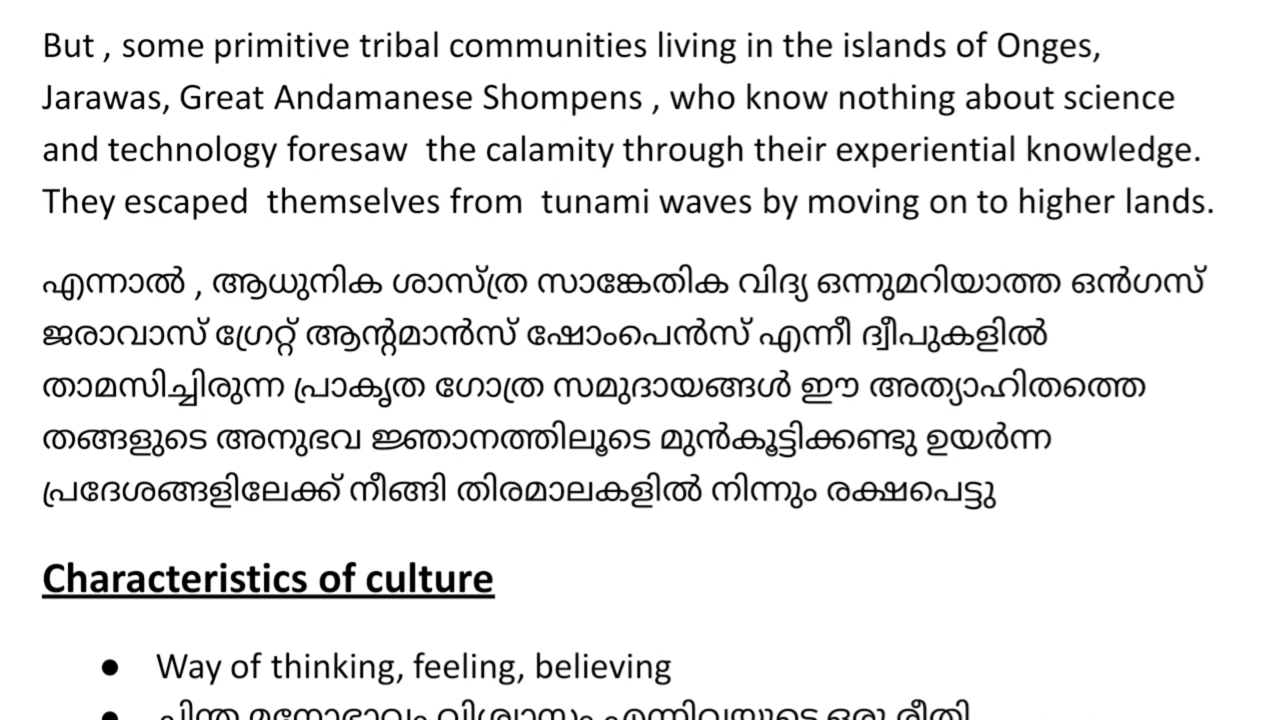 But , some primitive tribal communities living in the islands of Onges,
Jarawas, Great Andamanese Shompens , who know nothing about science
and technology foresaw  the calamity through their experiential knowledge.
They escaped  themselves from  tunami waves by moving on to higher lands.
എന്നാൽ , ആധുനിക ശാസ്ത്ര സാങ്കേതിക വിദ്യ ഒന്നുമറിയാത്ത ഒൻഗസ്
ജരാവാസ് ഗ്രേറ്റ് ആന്റമാൻസ് ഷോംപെൻസ് എന്നീ ദ്വീപുകളിൽ
താമസിച്ചിരുന്ന പ്രാകൃത ഗോത്ര സമുദായങ്ങൾ ഈ അത്യാഹിതത്തെ
തങ്ങളുടെ അനുഭവ ജ്ഞാനത്തിലൂടെ മുൻകൂട്ടിക്കണ്ടു ഉയർന്ന
പ്രദേശങ്ങളിലേക്ക് നീങ്ങി തിരമാലകളിൽ നിന്നും രക്ഷപെട്ടു
Characteristics of culture
● Way of thinking, feeling, believing
● ചിന്ത മനോഭാവം വിശ്വാസം എന്നിവയുടെ ഒരു രീതി